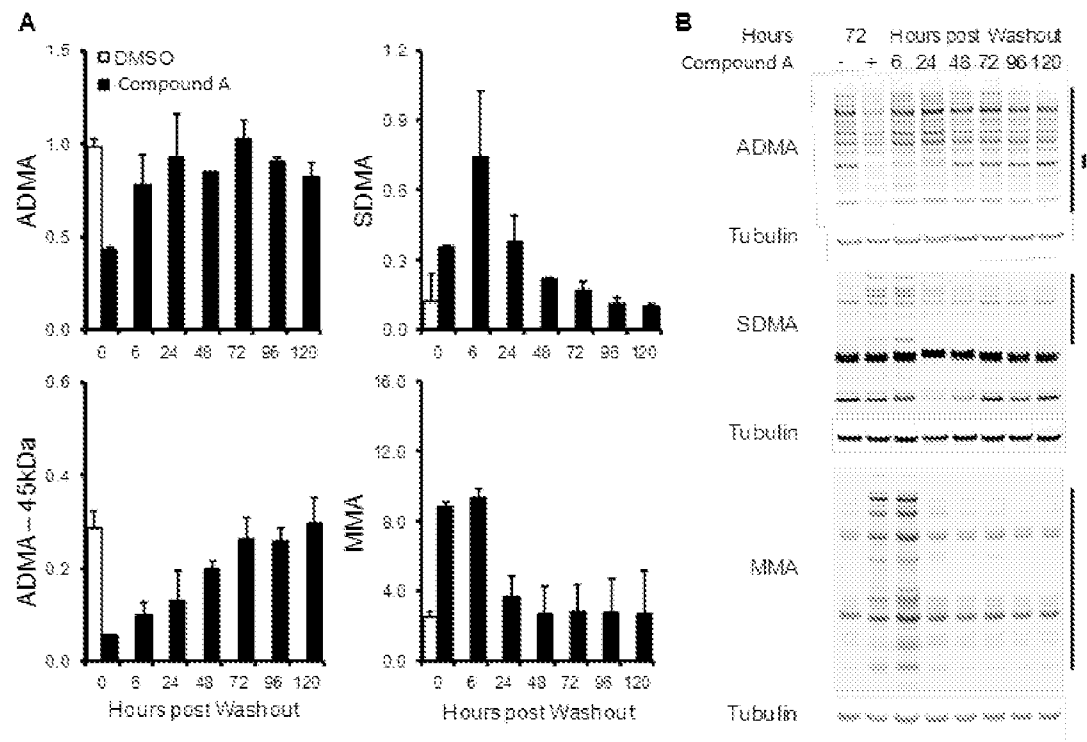 A
1.5
1.0
0.5
0.0
ADMA
DMSO
Compound A
0 6 24 48 72 96 120
1.2
0.9
0.6
0.3
0.0
SDMA
0 6 24 48 72 96 120
0.6
0.4
0.2
0.0
ADMA – 45kDa
0 6 24 48 72 96 120
Hours post Washout
16.0
12.0
8.0
4.0
0.0
MMA
0 6 24 48 72 96 120
Hours post Washout
B
Hours 72 Hours post Washout
Compound A - + 6 24 48 72 96 120
ADMA
Tubulin
SDMA
Tubulin
MMA
Tubulin